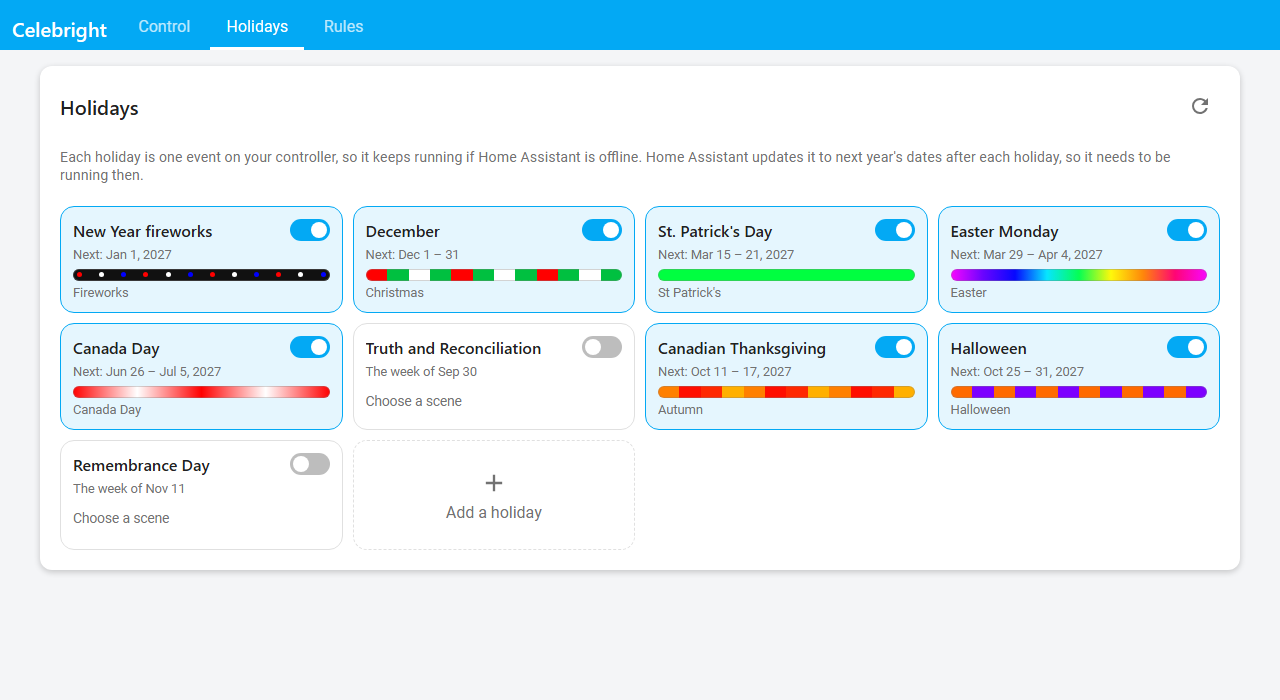 Celebright
Control
Holidays
Rules
Holidays
Each holiday is one event on your controller, so it keeps running if Home Assistant is offline. Home Assistant updates it to next year's dates after each holiday, so it needs to be
running then.
New Year fireworks
Next: Jan 1, 2027
Fireworks
December
Next: Dec 1 – 31
Christmas
St. Patrick's Day
Next: Mar 15 – 21, 2027
St Patrick's
Easter Monday
Next: Mar 29 – Apr 4, 2027
Easter
Canada Day
Next: Jun 26 – Jul 5, 2027
Canada Day
Truth and Reconciliation
The week of Sep 30
Choose a scene
Canadian Thanksgiving
Next: Oct 11 – 17, 2027
Autumn
Halloween
Next: Oct 25 – 31, 2027
Halloween
Remembrance Day
The week of Nov 11
Choose a scene
Add a holiday